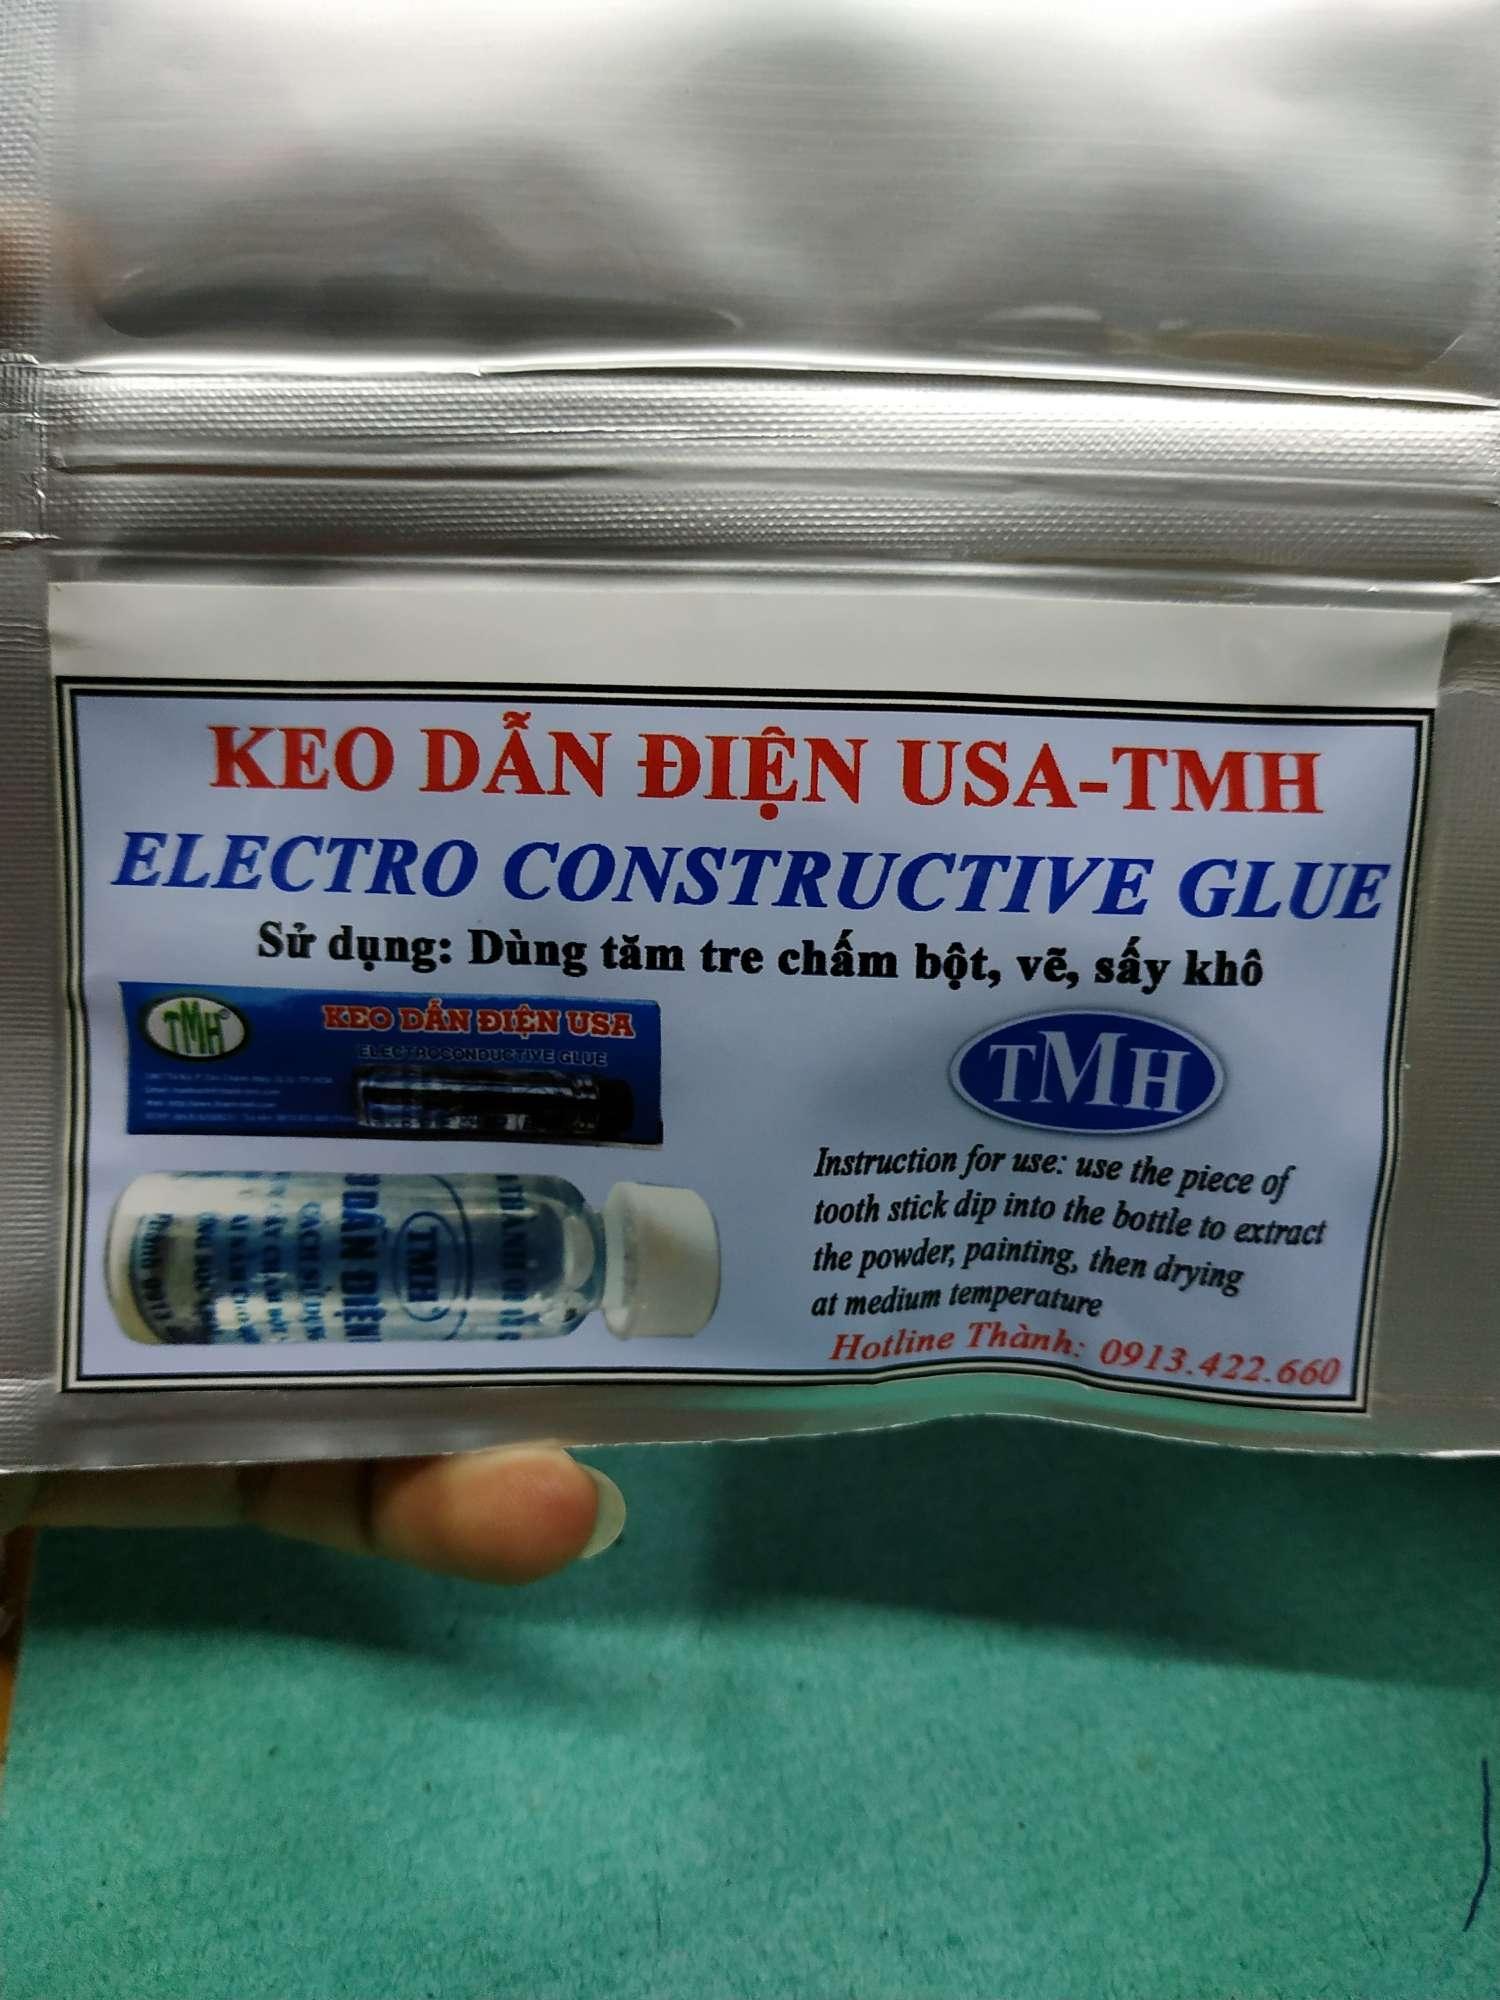 KEO DẪN ĐIỆN USA-TMH
ELECTRO CONSTRUCTIVE GLUE
Sử dụng: Dùng tăm tre chấm bột, vẽ, sấy khô
TMH
KEO DẪN ĐIỆN USA
ELECTROCONDUCTIVE GLUE
TMH
Instruction for use: use the piece of
tooth stick dip into the bottle to extract
the powder, painting, then drying
at medium temperature
Hotline Thành: 0913.422.660
DẪN ĐIỆN
TMH